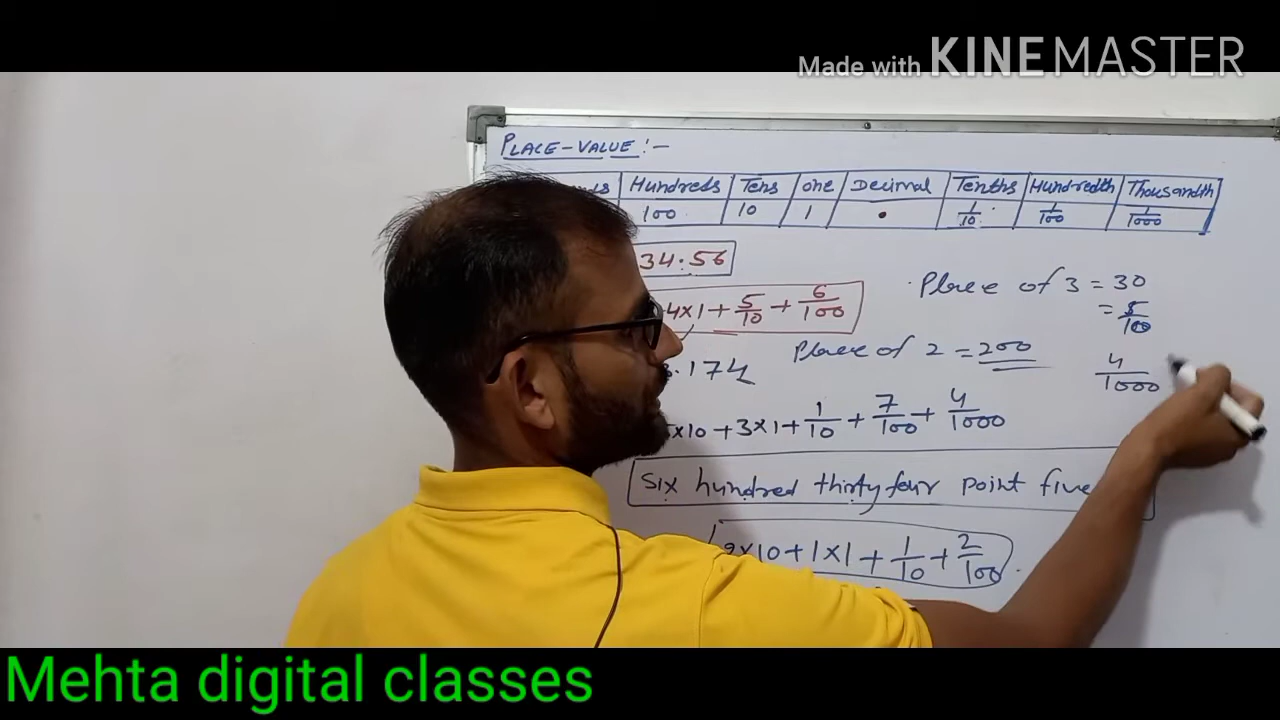 Made with KINEMASTER
PLACE-VALUE :-
Hundreds Tens one Decimal Tenths Hundredth Thousandth
100 10 1 • 1/10 1/100 1/1000
34.56
Place of 3 = 30
4×1 + 5/10 + 6/100
= 5/10
Place of 2 = 200
.174
4/1000
×10 + 3×1 + 1/10 + 7/100 + 4/1000
Six hundred thirty four point five
×10 + 1×1 + 1/10 + 2/100
Mehta digital classes